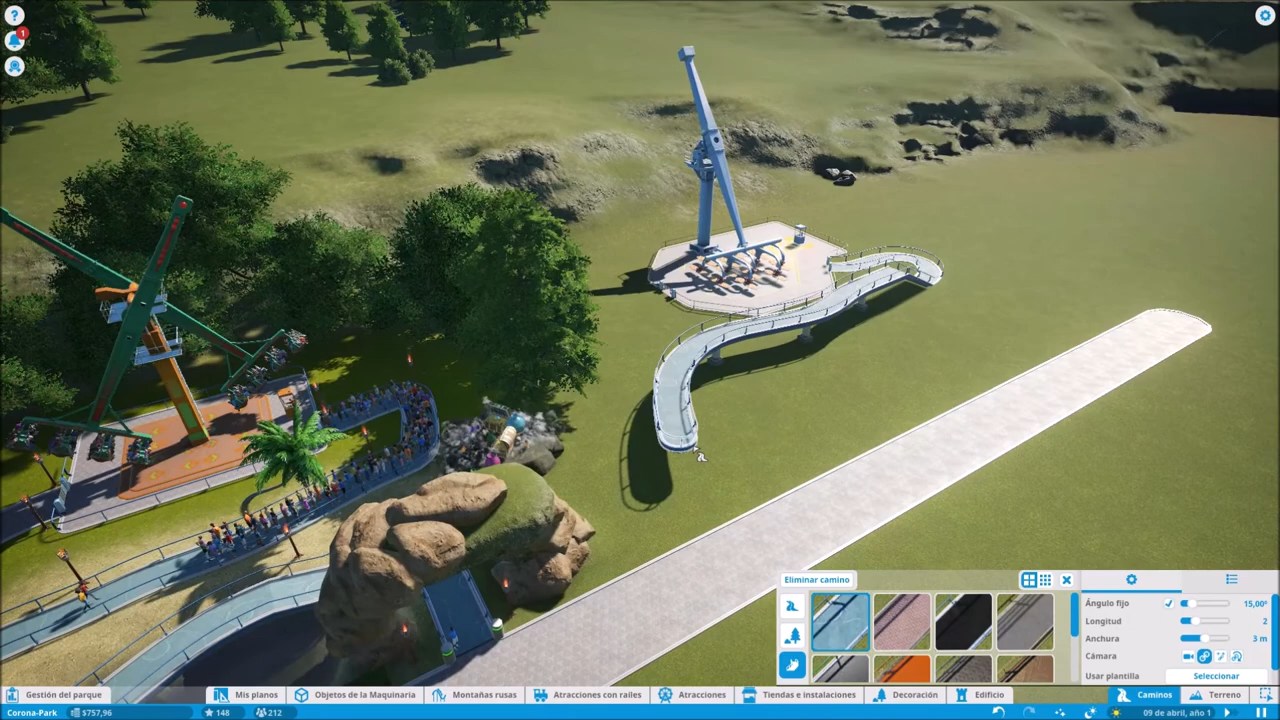 ?
1
Eliminar camino
Ángulo fijo 15,00°
Longitud 2
Anchura 3 m
Cámara
Usar plantilla Seleccionar
Gestión del parque Mis planos Objetos de la Maquinaria Montañas rusas Atracciones con raíles Atracciones Tiendas e instalaciones Decoración Edificio Caminos Terreno
Corona-Park $757,96 148 212 09 de abril, año 1